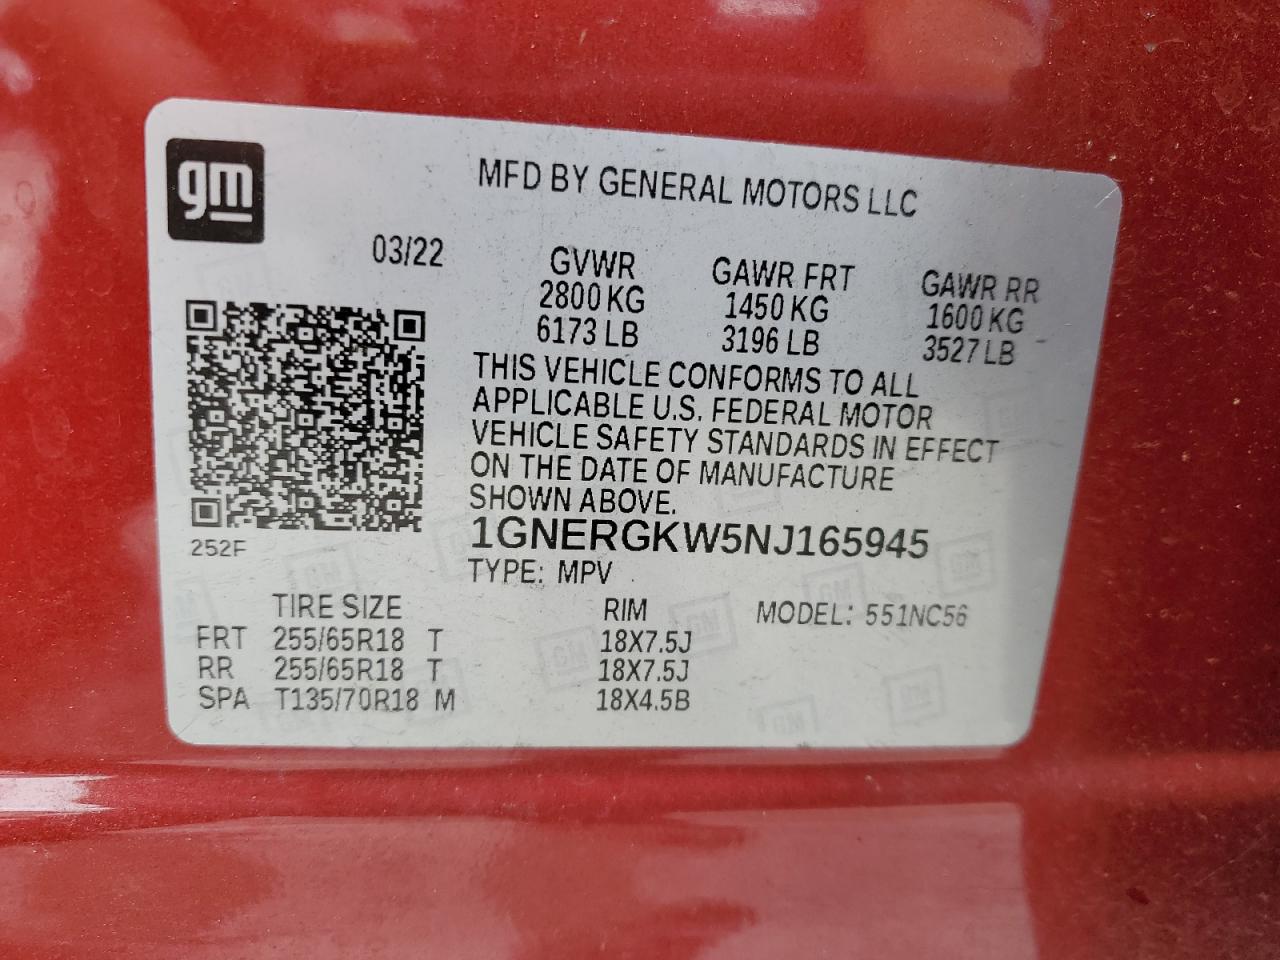 gm
MFD BY GENERAL MOTORS LLC
03/22
GVWR GAWR FRT GAWR RR
2800 KG 1450 KG 1600 KG
6173 LB 3196 LB 3527 LB
THIS VEHICLE CONFORMS TO ALL
APPLICABLE U.S. FEDERAL MOTOR
VEHICLE SAFETY STANDARDS IN EFFECT
ON THE DATE OF MANUFACTURE
SHOWN ABOVE.
1GNERGKW5NJ165945
252F
TYPE: MPV
TIRE SIZE RIM MODEL: 551NC56
FRT 255/65R18 T 18X7.5J
RR 255/65R18 T 18X7.5J
SPA T135/70R18 M 18X4.5B